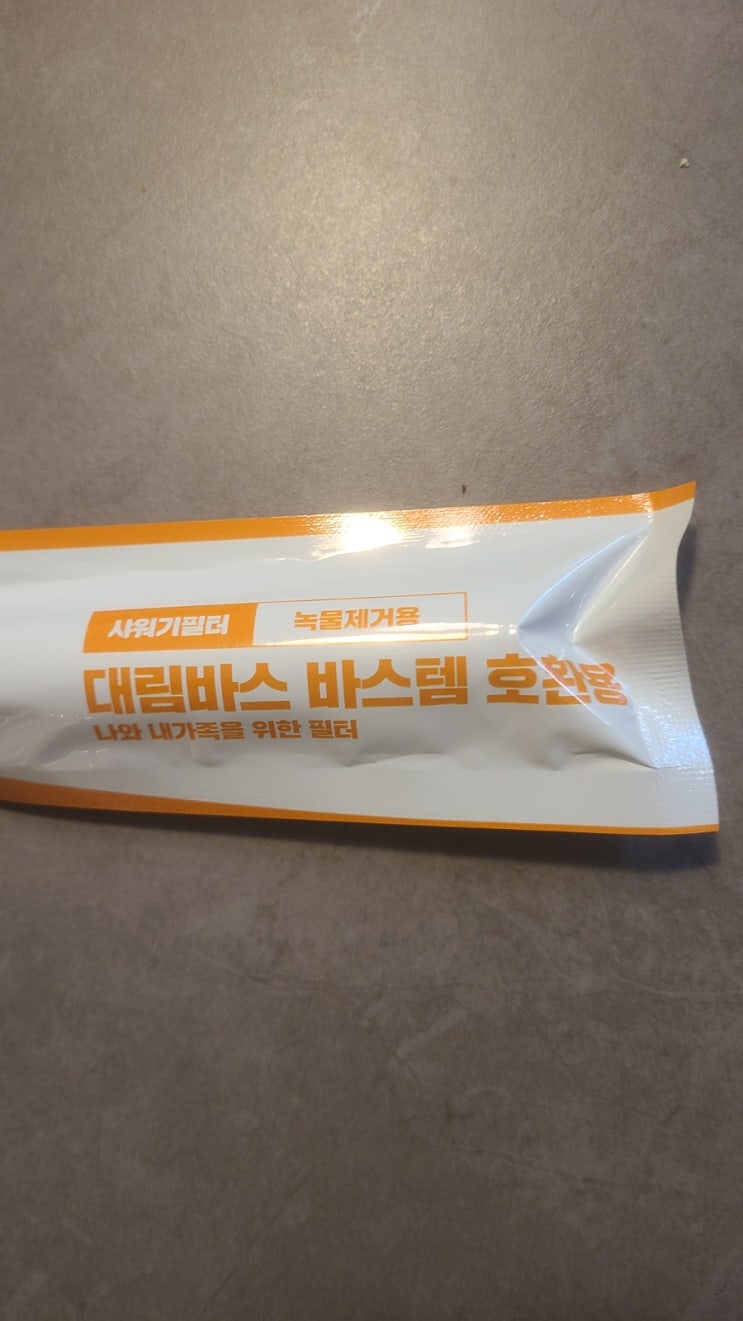 샤워기필터 녹물제거용
대림바스 바스템 호환용
나와 내가족을 위한 필터